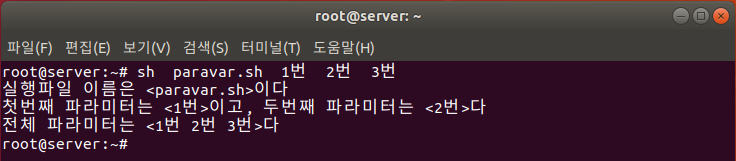 root@server: ~
파일(F) 편집(E) 보기(V) 검색(S) 터미널(T) 도움말(H)
root@server:~# sh  paravar.sh  1번  2번  3번
실행파일 이름은 <paravar.sh>이다
첫번째 파라미터는 <1번>이고, 두번째 파라미터는 <2번>다
전체 파라미터는 <1번 2번 3번>다
root@server:~#